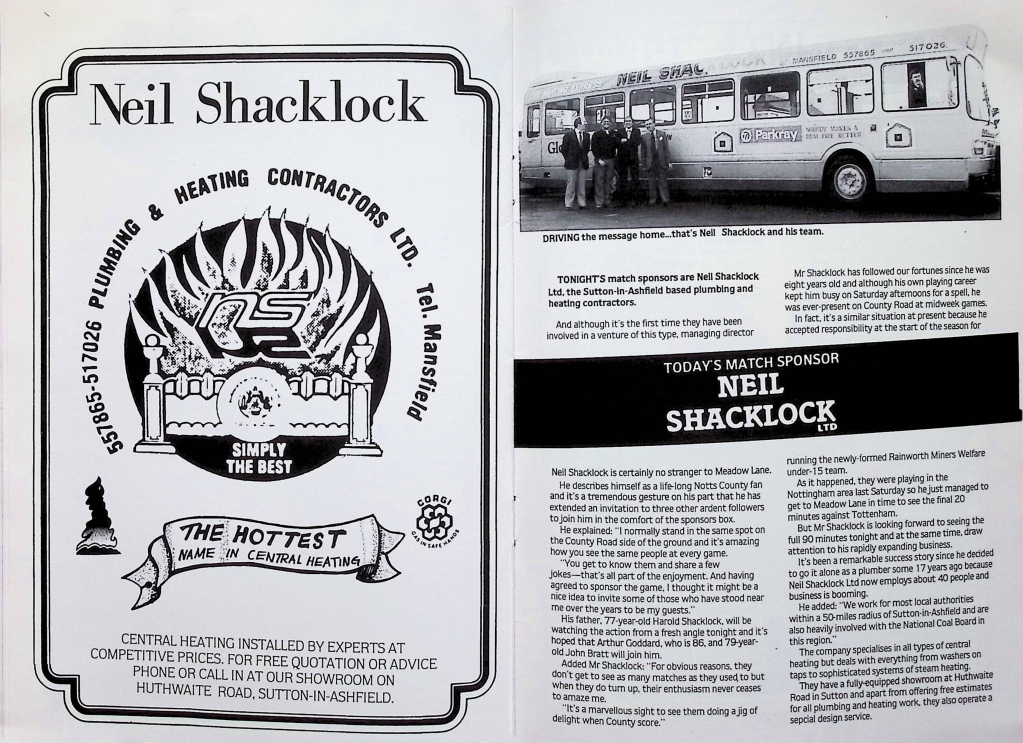 Neil Shacklock
557865-517026 PLUMBING & HEATING CONTRACTORS LTD. Tel. Mansfield
ns
SIMPLY
THE BEST
CORGI
GAS IN SAFE HANDS
THE HOTTEST
NAME IN CENTRAL HEATING
CENTRAL HEATING INSTALLED BY EXPERTS AT
COMPETITIVE PRICES. FOR FREE QUOTATION OR ADVICE
PHONE OR CALL IN AT OUR SHOWROOM ON
HUTHWAITE ROAD, SUTTON-IN-ASHFIELD.
NEIL SHAC
MANSFIELD 557865 517026
Parkray
NOBODY MAKES A
REAL FIRE BETTER
DRIVING the message home...that's Neil Shacklock and his team.
TONIGHT'S match sponsors are Neil Shacklock
Ltd, the Sutton-in-Ashfield based plumbing and
heating contractors.
And although it's the first time they have been
involved in a venture of this type, managing director
Mr Shacklock has followed our fortunes since he was
eight years old and although his own playing career
kept him busy on Saturday afternoons for a spell, he
was ever-present on County Road at midweek games.
In fact, it's a similar situation at present because he
accepted responsibility at the start of the season for
TODAY'S MATCH SPONSOR
NEIL
SHACKLOCK
LTD
Neil Shacklock is certainly no stranger to Meadow Lane.
He describes himself as a life-long Notts County fan
and it's a tremendous gesture on his part that he has
extended an invitation to three other ardent followers
to join him in the comfort of the sponsors box.
He explained: "I normally stand in the same spot on
the County Road side of the ground and it's amazing
how you see the same people at every game.
"You get to know them and share a few
jokes—that's all part of the enjoyment. And having
agreed to sponsor the game, I thought it might be a
nice idea to invite some of those who have stood near
me over the years to be my guests."
His father, 77-year-old Harold Shacklock, will be
watching the action from a fresh angle tonight and it's
hoped that Arthur Goddard, who is 86, and 79-year-
old John Bratt will join him.
Added Mr Shacklock: "For obvious reasons, they
don't get to see as many matches as they used to but
when they do turn up, their enthusiasm never ceases
to amaze me.
"It's a marvellous sight to see them doing a jig of
delight when County score."
running the newly-formed Rainworth Miners Welfare
under-15 team.
As it happened, they were playing in the
Nottingham area last Saturday so he just managed to
get to Meadow Lane in time to see the final 20
minutes against Tottenham.
But Mr Shacklock is looking forward to seeing the
full 90 minutes tonight and at the same time, draw
attention to his rapidly expanding business.
It's been a remarkable success story since he decided
to go it alone as a plumber some 17 years ago because
Neil Shacklock Ltd now employs about 40 people and
business is booming.
He added: "We work for most local authorities
within a 50-miles radius of Sutton-in-Ashfield and are
also heavily involved with the National Coal Board in
this region."
The company specialises in all types of central
heating but deals with everything from washers on
taps to sophisticated systems of steam heating.
They have a fully-equipped showroom at Huthwaite
Road in Sutton and apart from offering free estimates
for all plumbing and heating work, they also operate a
sepcial design service.